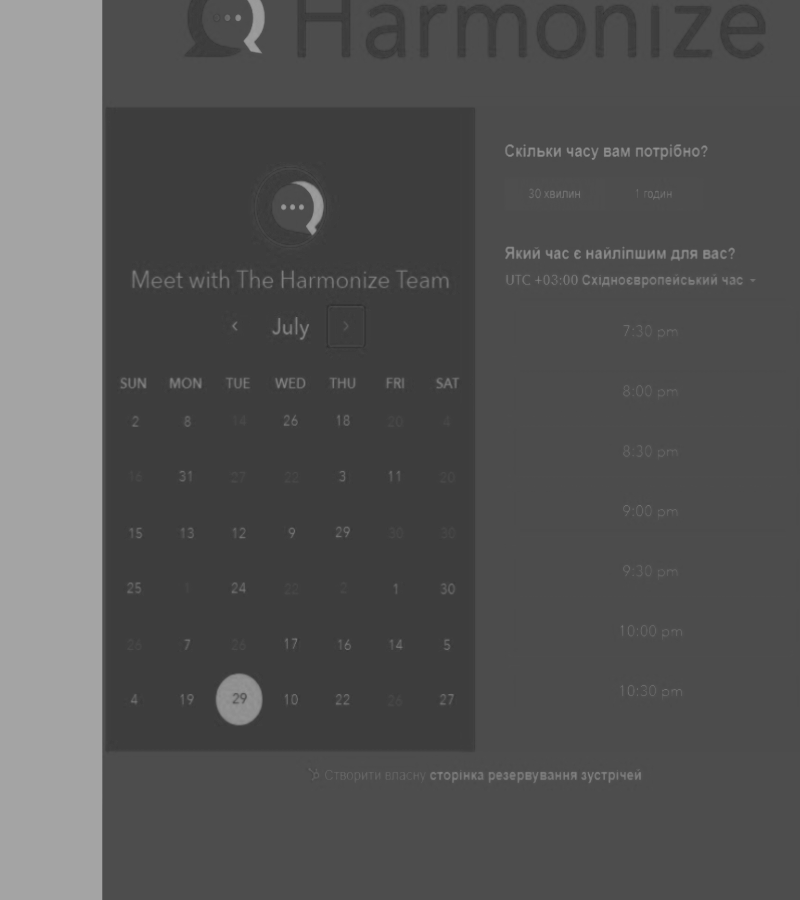 Harmonize
Meet with The Harmonize Team
July
SUN MON TUE WED THU FRI SAT
2 8 14 26 18 20 4
16 31 27 22 3 11 20
15 13 12 9 29 30 30
25 24 22 2 1 30
26 7 26 17 16 14 5
4 19 29 10 22 26 27
Скільки часу вам потрібно?
30 хвилин 1 годин
Який час є найліпшим для вас?
UTC +03:00 Східноєвропейський час
7:30 pm
8:00 pm
8:30 pm
9:00 pm
9:30 pm
10:00 pm
10:30 pm
Створити власну сторінка резервування зустрічей